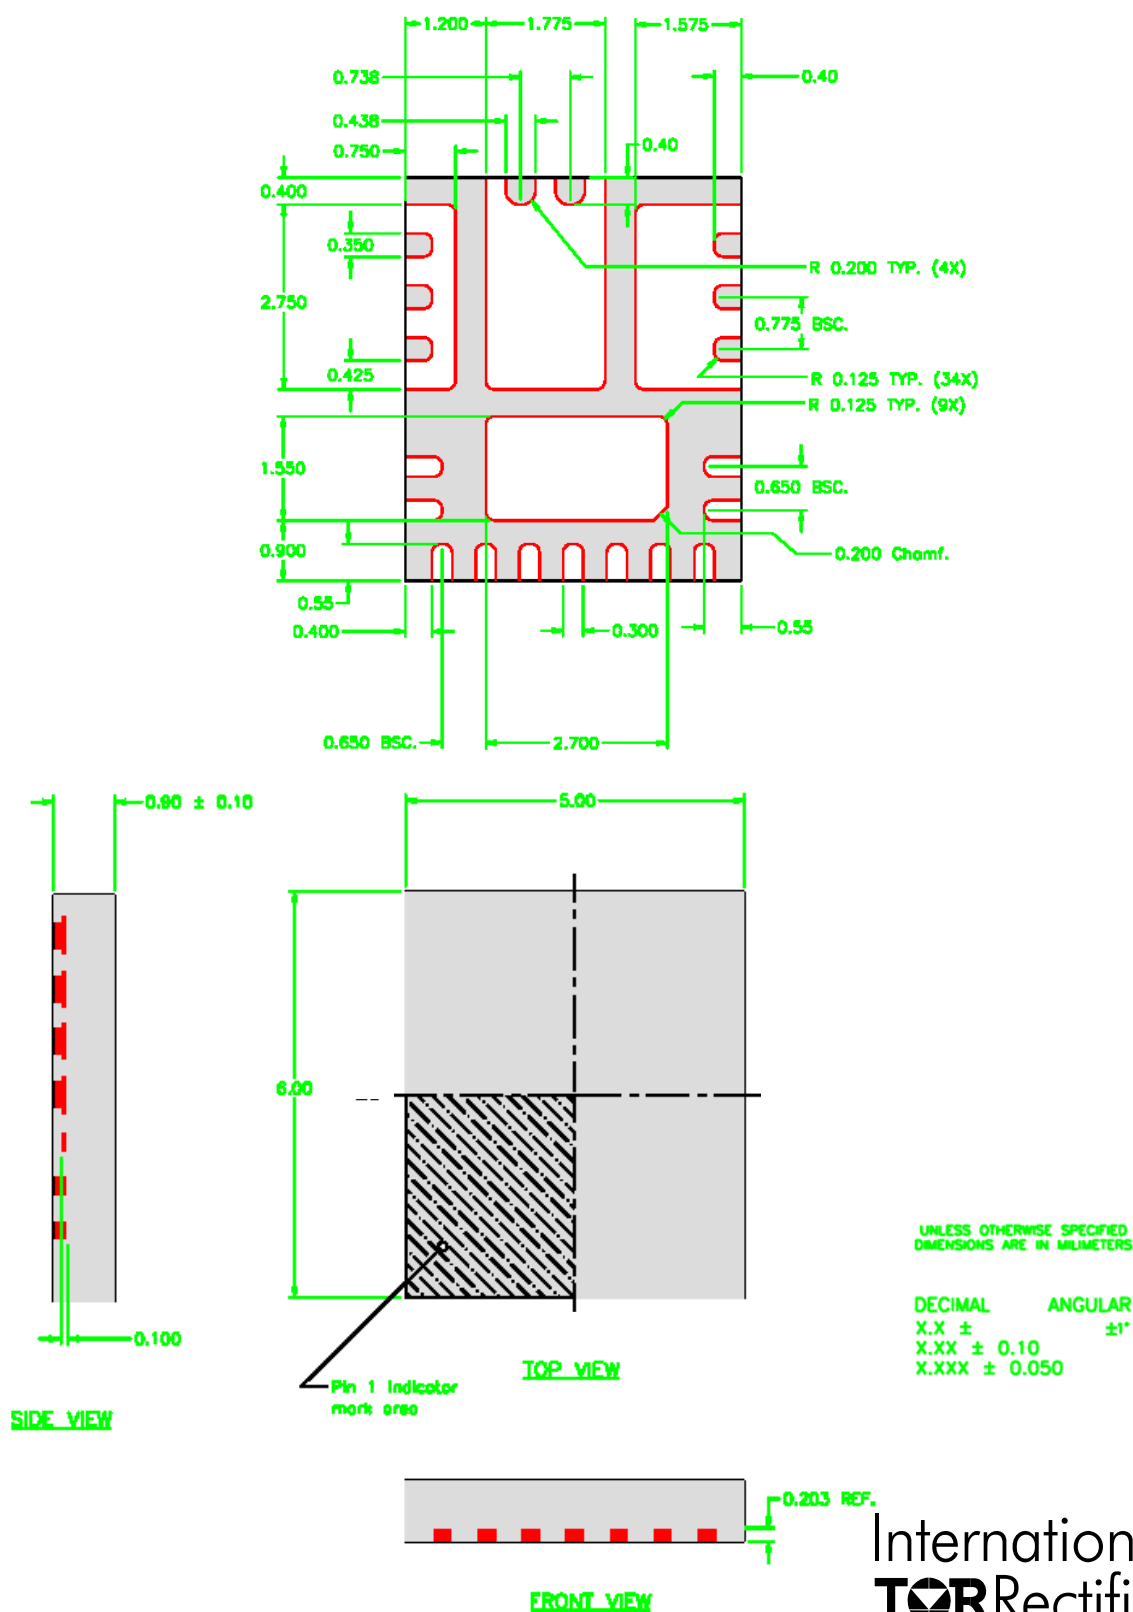 1.200 1.775 1.575
0.738 0.40
0.438
0.750 0.40
0.400
0.350
R 0.200 TYP. (4X)
2.750
0.775 BSC.
0.425
R 0.125 TYP. (34X)
R 0.125 TYP. (9X)
1.550
0.650 BSC.
0.900
0.200 Chamf.
0.55
0.400 0.300 0.55
0.650 BSC. 2.700
0.90 ± 0.10 5.00
6.00
UNLESS OTHERWISE SPECIFIED
DIMENSIONS ARE IN MILIMETERS
DECIMAL ANGULAR
X.X ± ±1°
X.XX ± 0.10
X.XXX ± 0.050
0.100
TOP VIEW
Pin 1 Indicator
mark area
SIDE VIEW
0.203 REF.
Internation
TOR Rectifi
FRONT VIEW